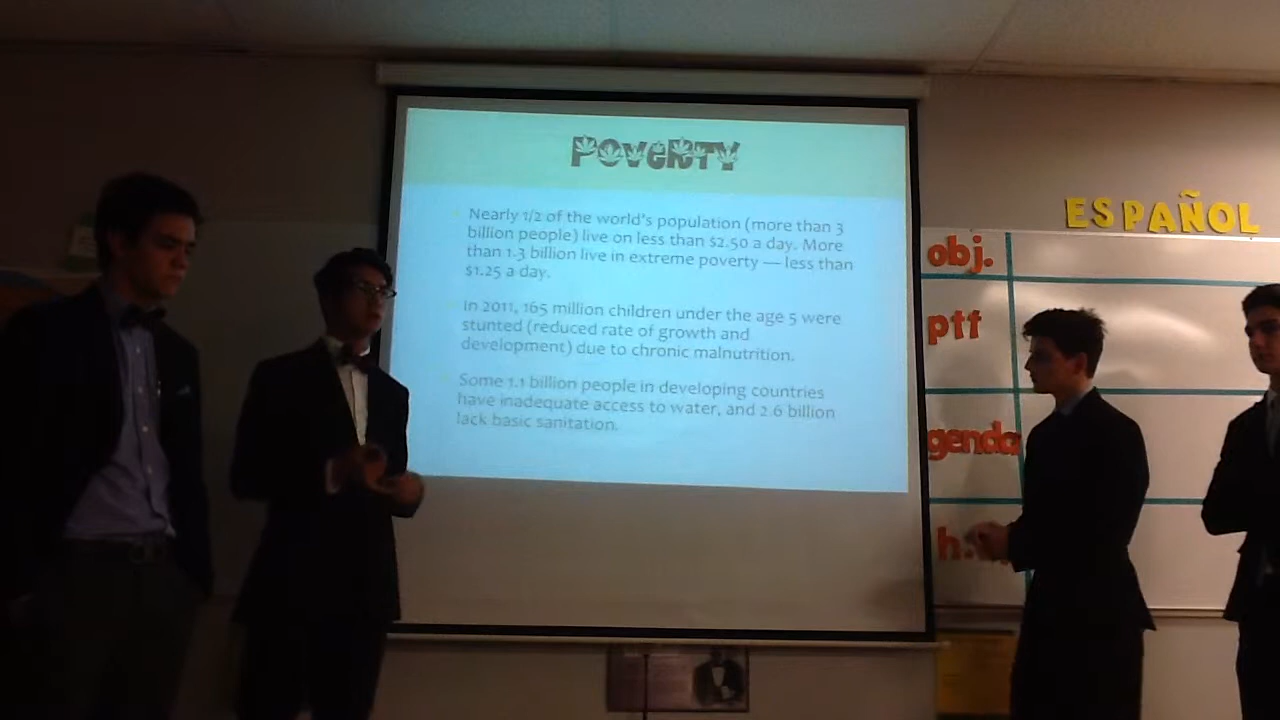 POVERTY
Nearly 1/2 of the world's population (more than 3
billion people) live on less than $2.50 a day. More
than 1.3 billion live in extreme poverty — less than
$1.25 a day.
In 2011, 165 million children under the age 5 were
stunted (reduced rate of growth and
development) due to chronic malnutrition.
Some 1.1 billion people in developing countries
have inadequate access to water, and 2.6 billion
lack basic sanitation.
ESPAÑOL
obj.
ptt
genda
h.